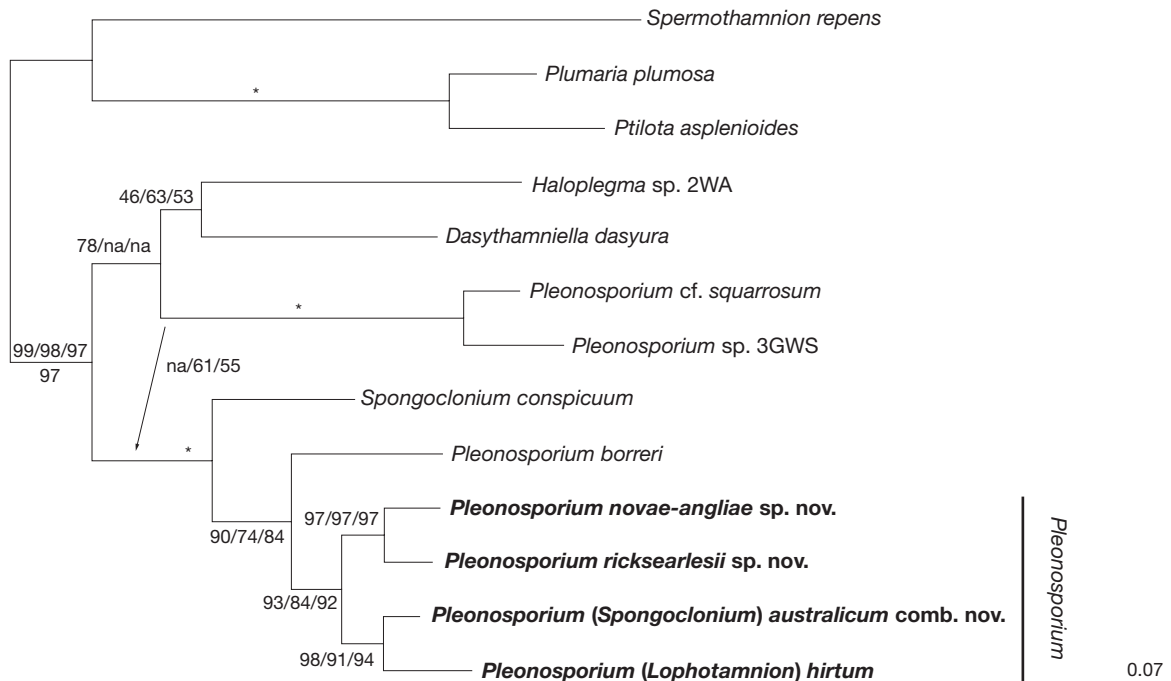 Spermothamnion repens
Plumaria plumosa
*
Ptilota asplenioides
Haloplegma sp. 2WA
46/63/53
Dasythamniella dasyura
78/na/na
Pleonosporium cf. squarrosum
*
Pleonosporium sp. 3GWS
99/98/97
97
na/61/55
Spongoclonium conspicuum
*
Pleonosporium borreri
Pleonosporium novae-angliae sp. nov.
97/97/97
90/74/84
Pleonosporium ricksearlesii sp. nov.
93/84/92
Pleonosporium (Spongoclonium) australicum comb. nov.
98/91/94
Pleonosporium (Lophotamnion) hirtum
Pleonosporium
0.07